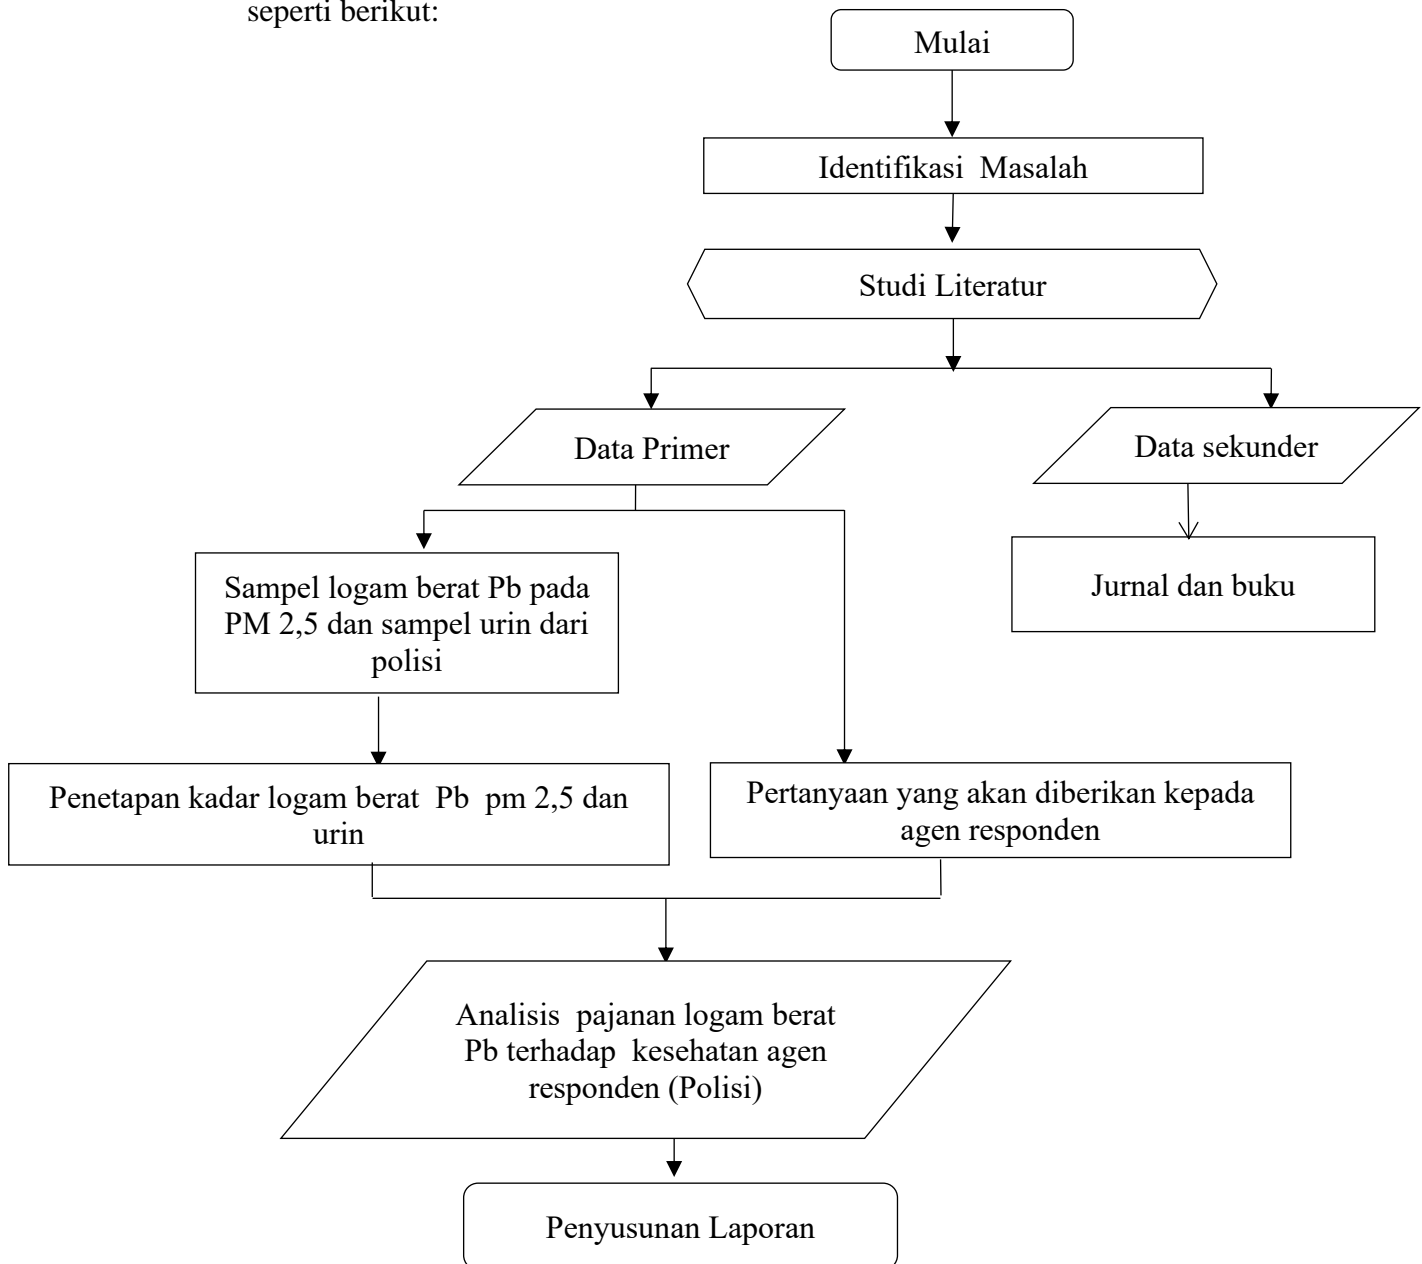 seperti berikut:
Mulai
Identifikasi  Masalah
Studi Literatur
Data Primer
Data sekunder
Sampel logam berat Pb pada
PM 2,5 dan sampel urin dari
polisi
Jurnal dan buku
Penetapan kadar logam berat  Pb  pm 2,5 dan
urin
Pertanyaan yang akan diberikan kepada
agen responden
Analisis  pajanan logam berat
Pb terhadap  kesehatan agen
responden (Polisi)
Penyusunan Laporan